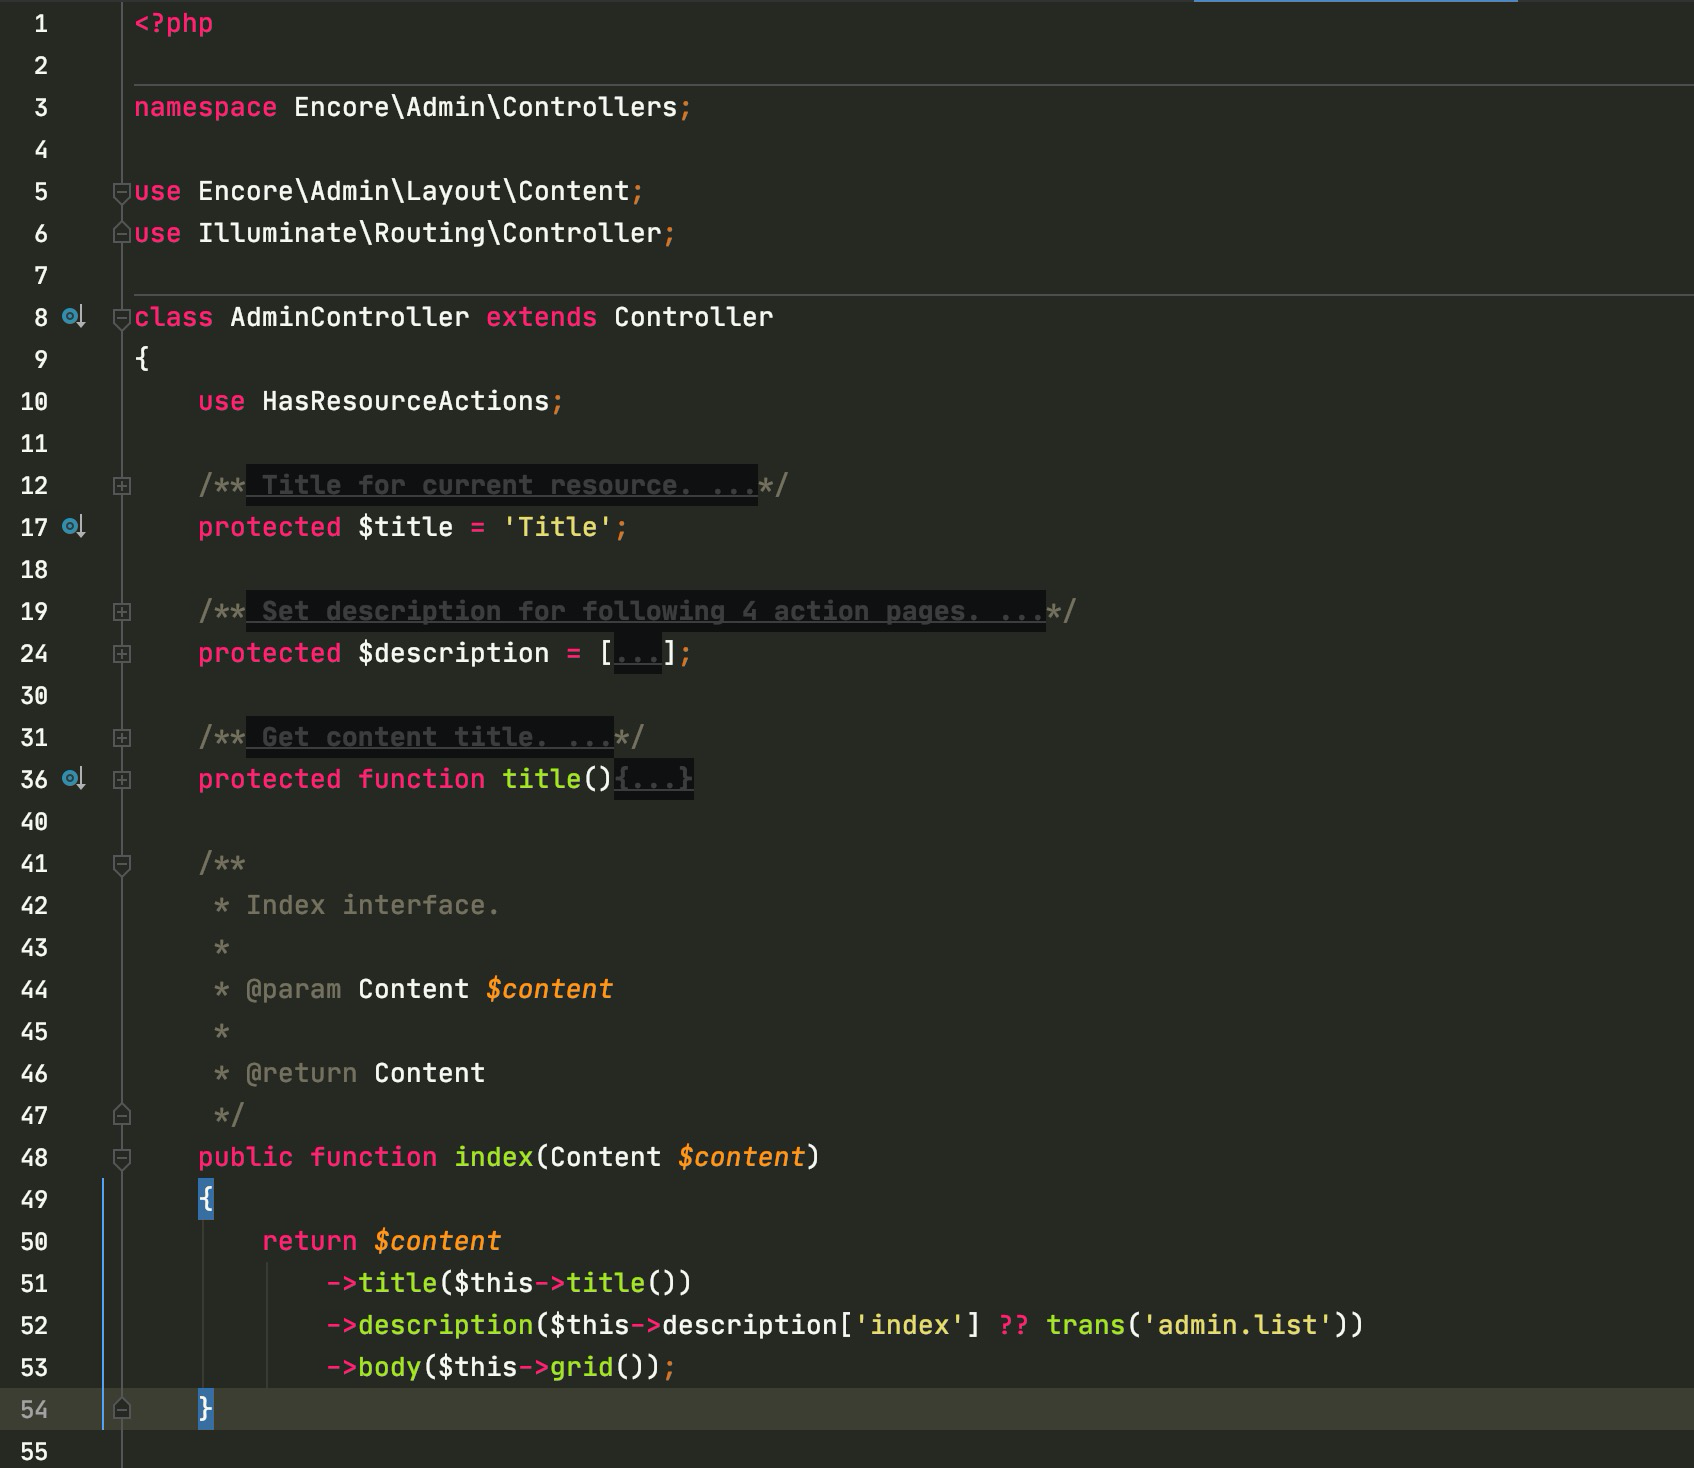 1 <?php
2
3 namespace Encore\Admin\Controllers;
4
5 use Encore\Admin\Layout\Content;
6 use Illuminate\Routing\Controller;
7
8 class AdminController extends Controller
9 {
10     use HasResourceActions;
11
12     /** Title for current resource. ...*/
17     protected $title = 'Title';
18
19     /** Set description for following 4 action pages. ...*/
24     protected $description = [...];
30
31     /** Get content title. ...*/
36     protected function title(){...}
40
41     /**
42      * Index interface.
43      *
44      * @param Content $content
45      *
46      * @return Content
47      */
48     public function index(Content $content)
49     {
50         return $content
51             ->title($this->title())
52             ->description($this->description['index'] ?? trans('admin.list'))
53             ->body($this->grid());
54     }
55